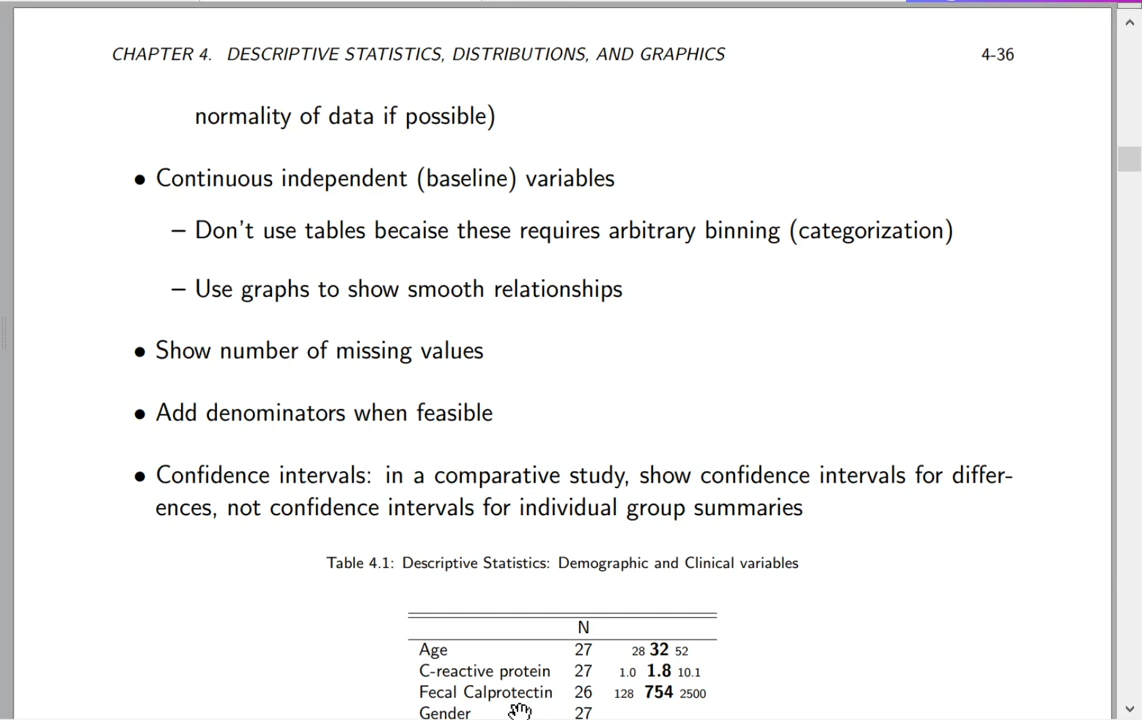 CHAPTER 4. DESCRIPTIVE STATISTICS, DISTRIBUTIONS, AND GRAPHICS 4-36
normality of data if possible)
• Continuous independent (baseline) variables
– Don't use tables becaise these requires arbitrary binning (categorization)
– Use graphs to show smooth relationships
• Show number of missing values
• Add denominators when feasible
• Confidence intervals: in a comparative study, show confidence intervals for differ-
ences, not confidence intervals for individual group summaries
Table 4.1: Descriptive Statistics: Demographic and Clinical variables
N
Age 27 28 32 52
C-reactive protein 27 1.0 1.8 10.1
Fecal Calprotectin 26 128 754 2500
Gender 27